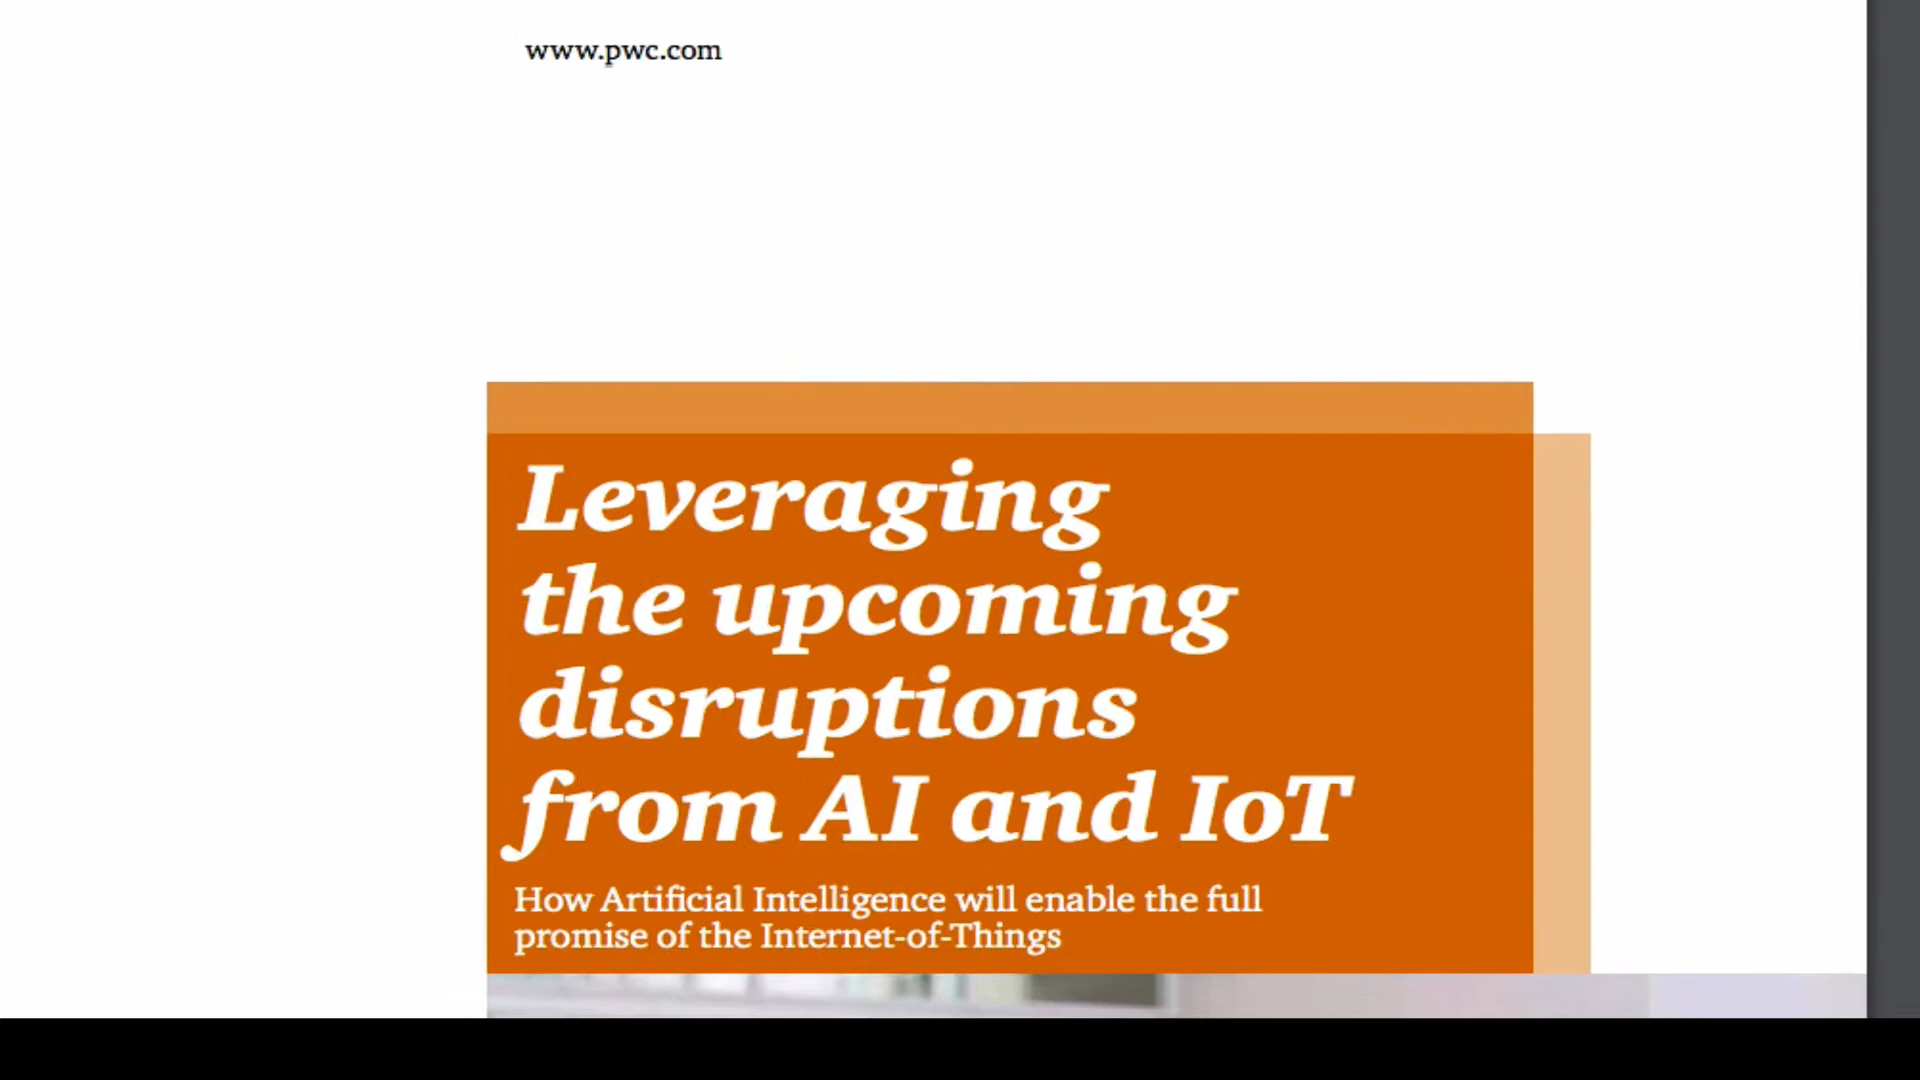 www.pwc.com
Leveraging
the upcoming
disruptions
from AI and IoT
How Artificial Intelligence will enable the full
promise of the Internet-of-Things